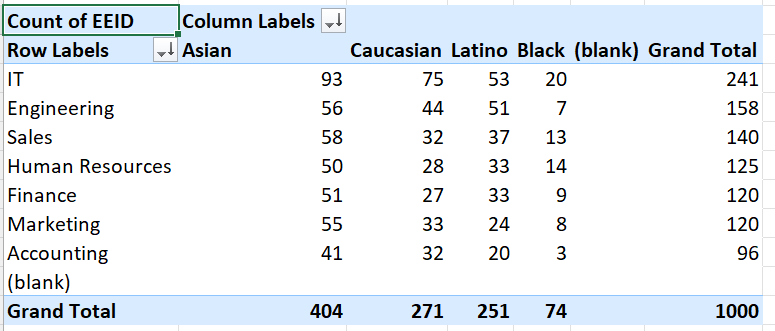 Count of EEID Column Labels
Row Labels Asian Caucasian Latino Black (blank) Grand Total
IT 93 75 53 20 241
Engineering 56 44 51 7 158
Sales 58 32 37 13 140
Human Resources 50 28 33 14 125
Finance 51 27 33 9 120
Marketing 55 33 24 8 120
Accounting 41 32 20 3 96
(blank)
Grand Total 404 271 251 74 1000